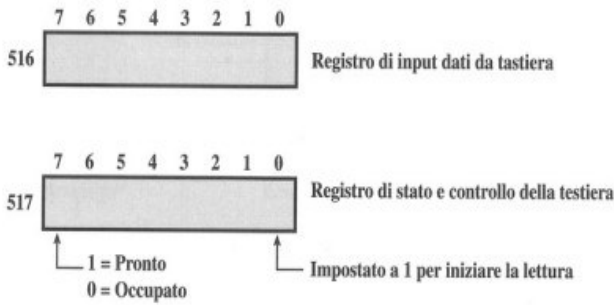 7 6 5 4 3 2 1 0
516 Registro di input dati da tastiera
7 6 5 4 3 2 1 0
517 Registro di stato e controllo della testiera
1 = Pronto
0 = Occupato
Impostato a 1 per iniziare la lettura